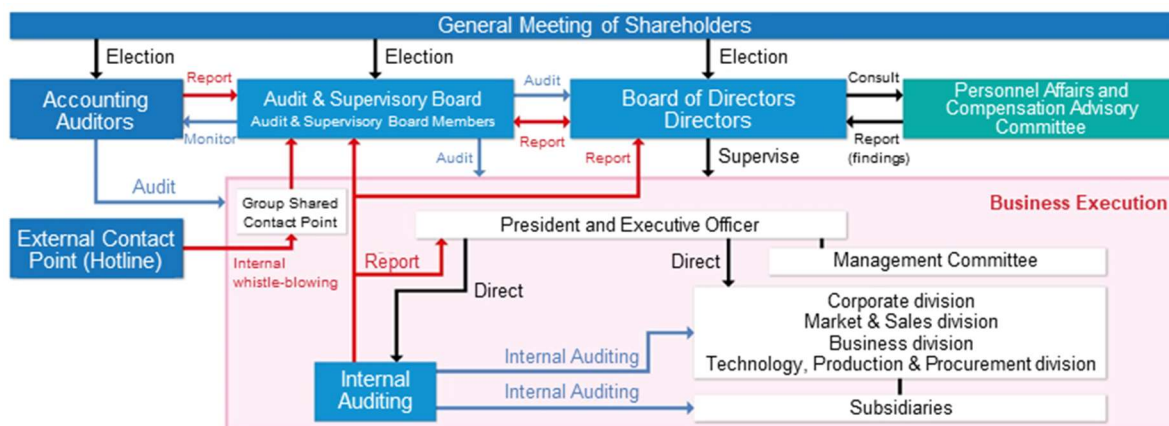 General Meeting of Shareholders
Election
Election
Election
Accounting
Auditors
Report
Monitor
Audit & Supervisory Board
Audit & Supervisory Board Members
Audit
Report
Board of Directors
Directors
Consult
Report
(findings)
Personnel Affairs and
Compensation Advisory
Committee
Audit
Audit
Report
Supervise
Group Shared
Contact Point
Business Execution
External Contact
Point (Hotline)
Internal
whistle-blowing
President and Executive Officer
Report
Direct
Direct
Management Committee
Corporate division
Market & Sales division
Business division
Technology, Production & Procurement division
Internal
Auditing
Internal Auditing
Internal Auditing
Subsidiaries